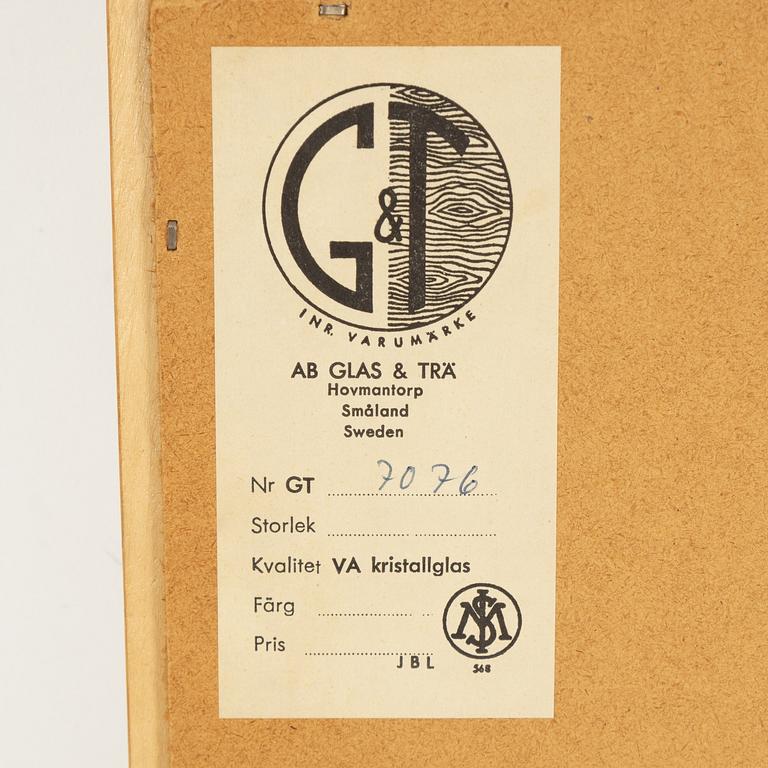 G&T
INR. VARUMÄRKE
AB GLAS & TRÄ
Hovmantorp
Småland
Sweden
Nr GT 7076
Storlek
Kvalitet VA kristallglas
Färg
Pris
JBL
SM
568